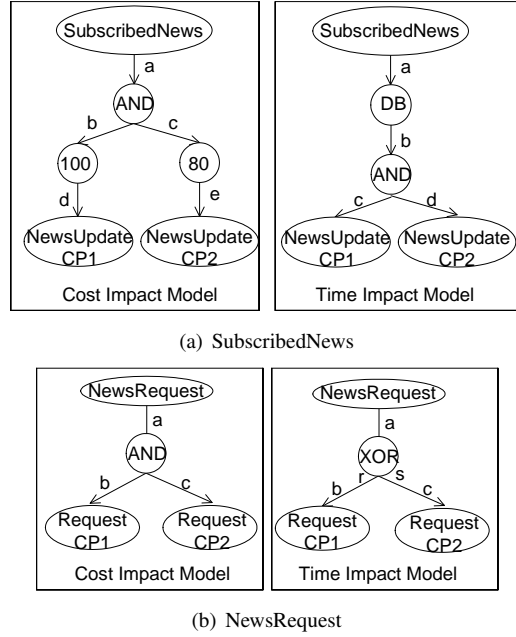 SubscribedNews
a
AND
b
c
100
80
d
e
NewsUpdate
CP1
NewsUpdate
CP2
Cost Impact Model
SubscribedNews
a
DB
b
AND
c
d
NewsUpdate
CP1
NewsUpdate
CP2
Time Impact Model
(a) SubscribedNews
NewsRequest
a
AND
b
c
Request
CP1
Request
CP2
Cost Impact Model
NewsRequest
a
XOR
r
s
b
c
Request
CP1
Request
CP2
Time Impact Model
(b) NewsRequest